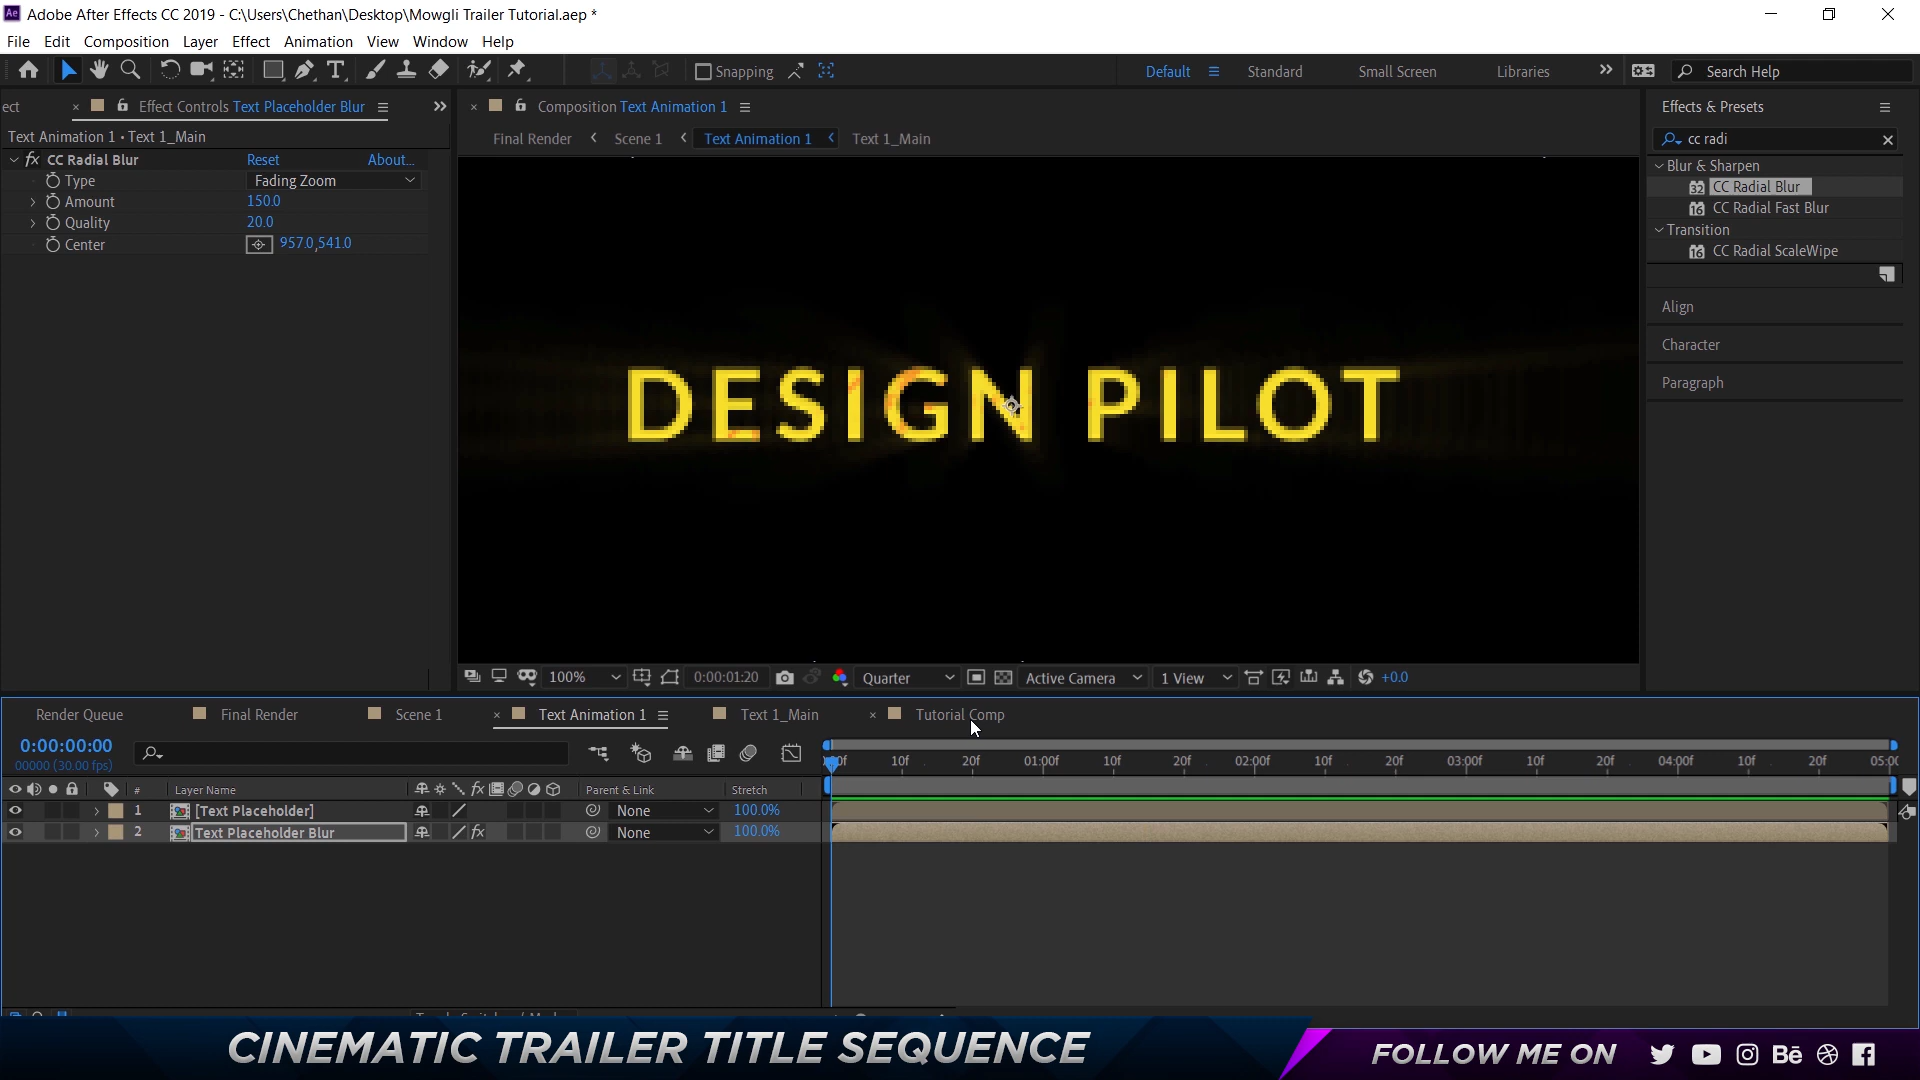 Adobe After Effects CC 2019 - C:\Users\Chethan\Desktop\Mowgli Trailer Tutorial.aep *
File Edit Composition Layer Effect Animation View Window Help
Snapping Default Standard Small Screen Libraries Search Help
ect Effect Controls Text Placeholder Blur Composition Text Animation 1 Effects & Presets
Text Animation 1 • Text 1_Main Final Render Scene 1 Text Animation 1 Text 1_Main cc radi
fx CC Radial Blur Reset About... Blur & Sharpen
Type Fading Zoom 32 CC Radial Blur
Amount 150.0 16 CC Radial Fast Blur
Quality 20.0 Transition
Center 957.0,541.0 16 CC Radial ScaleWipe
Align
Character
Paragraph
DESIGN PILOT
100% 0:00:01:20 Quarter Active Camera 1 View +0.0
Render Queue Final Render Scene 1 Text Animation 1 Text 1_Main Tutorial Comp
0:00:00:00
00000 (30.00 fps)
10f 20f 01:00f 10f 20f 02:00f 10f 20f 03:00f 10f 20f 04:00f 10f 20f
# Layer Name fx Parent & Link Stretch
1 [Text Placeholder] None 100.0%
2 Text Placeholder Blur fx None 100.0%
CINEMATIC TRAILER TITLE SEQUENCE FOLLOW ME ON Bē